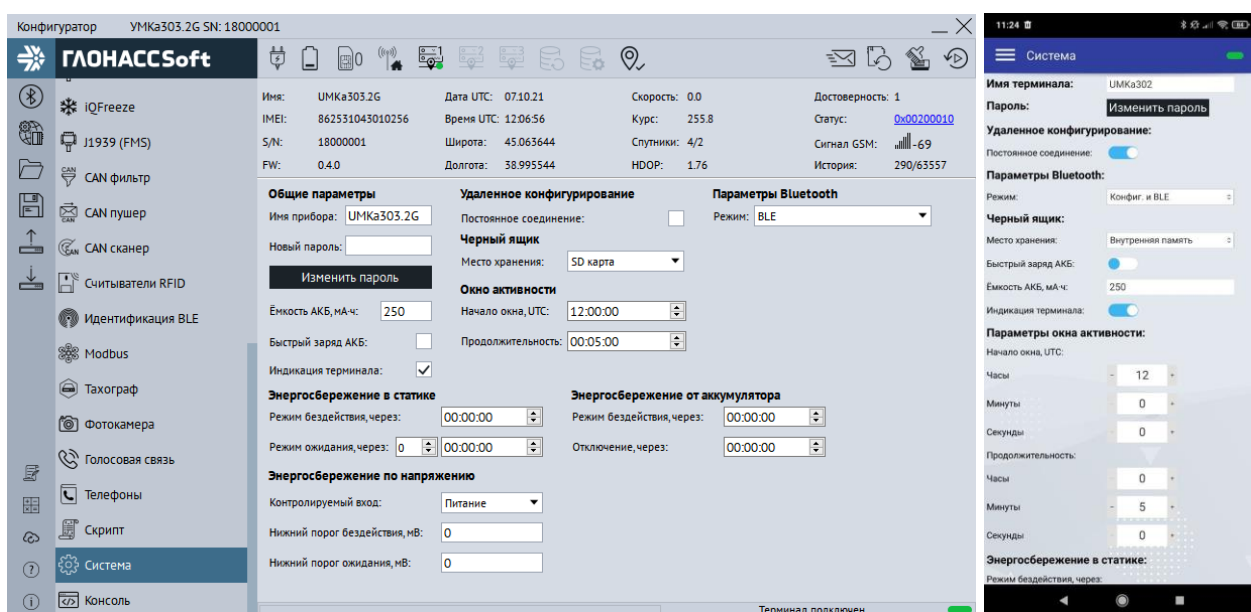 Конфигуратор УМКа303.2G SN: 18000001
ГЛОНАССSoft
0
iQFreeze
J1939 (FMS)
CAN фильтр
CAN пушер
CAN сканер
Считыватели RFID
Идентификация BLE
Modbus
Тахограф
Фотокамера
Голосовая связь
Телефоны
Скрипт
Система
Консоль
Имя: УМКа303.2G Дата UTC: 07.10.21 Скорость: 0.0 Достоверность: 1
IMEI: 862531043010256 Время UTC: 12:06:56 Курс: 255.8 Статус: 0x00200010
S/N: 18000001 Широта: 45.063644 Спутники: 4/2 Сигнал GSM: -69
FW: 0.4.0 Долгота: 38.995544 HDOP: 1.76 История: 290/63557
Общие параметры
Имя прибора: UMKa303.2G
Новый пароль:
Изменить пароль
Ёмкость АКБ, мА·ч: 250
Быстрый заряд АКБ:
Индикация терминала:
Удаленное конфигурирование
Постоянное соединение:
Черный ящик
Место хранения: SD карта
Окно активности
Начало окна, UTC: 12:00:00
Продолжительность: 00:05:00
Параметры Bluetooth
Режим: BLE
Энергосбережение в статике
Режим бездействия, через: 00:00:00
Режим ожидания, через: 0 00:00:00
Энергосбережение от аккумулятора
Режим бездействия, через: 00:00:00
Отключение, через: 00:00:00
Энергосбережение по напряжению
Контролируемый вход: Питание
Нижний порог бездействия, мВ: 0
Нижний порог ожидания, мВ: 0
Терминал подключен
11:24 84
Система
Имя терминала: UMKa302
Пароль: Изменить пароль
Удаленное конфигурирование:
Постоянное соединение:
Параметры Bluetooth:
Режим: Конфиг. и BLE
Черный ящик:
Место хранения: Внутренняя память
Быстрый заряд АКБ:
Емкость АКБ, мА·ч: 250
Индикация терминала:
Параметры окна активности:
Начало окна, UTC:
Часы - 12 +
Минуты - 0 +
Секунды - 0 +
Продолжительность:
Часы - 0 +
Минуты - 5 +
Секунды - 0 +
Энергосбережение в статике:
Режим бездействия, через: